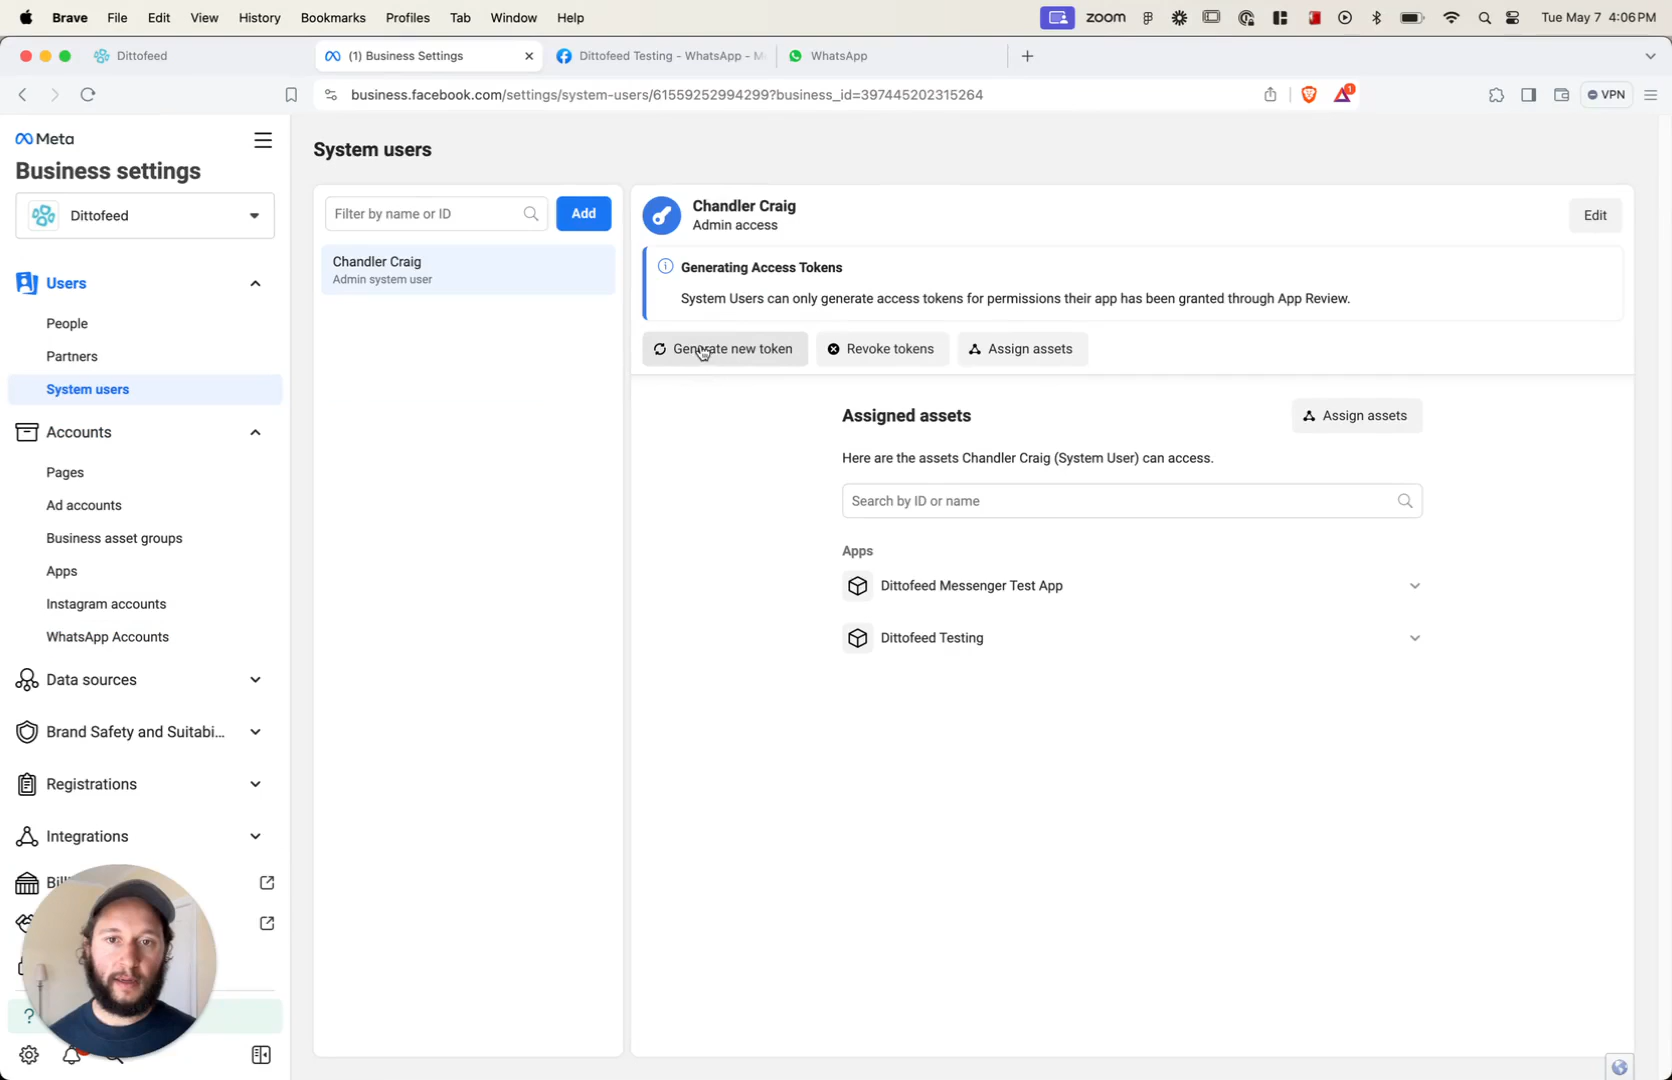 Brave File Edit View History Bookmarks Profiles Tab Window Help
zoom
Tue May 7 4:06 PM
Dittofeed
(1) Business Settings
Dittofeed Testing - WhatsApp - M
WhatsApp
business.facebook.com/settings/system-users/61559252994299?business_id=397445202315264
1
VPN
Meta
Business settings
Dittofeed
Users
People
Partners
System users
Accounts
Pages
Ad accounts
Business asset groups
Apps
Instagram accounts
WhatsApp Accounts
Data sources
Brand Safety and Suitabi...
Registrations
Integrations
System users
Filter by name or ID
Add
Chandler Craig
Admin system user
Chandler Craig
Admin access
Edit
Generating Access Tokens
System Users can only generate access tokens for permissions their app has been granted through App Review.
Generate new token
Revoke tokens
Assign assets
Assigned assets
Assign assets
Here are the assets Chandler Craig (System User) can access.
Search by ID or name
Apps
Dittofeed Messenger Test App
Dittofeed Testing